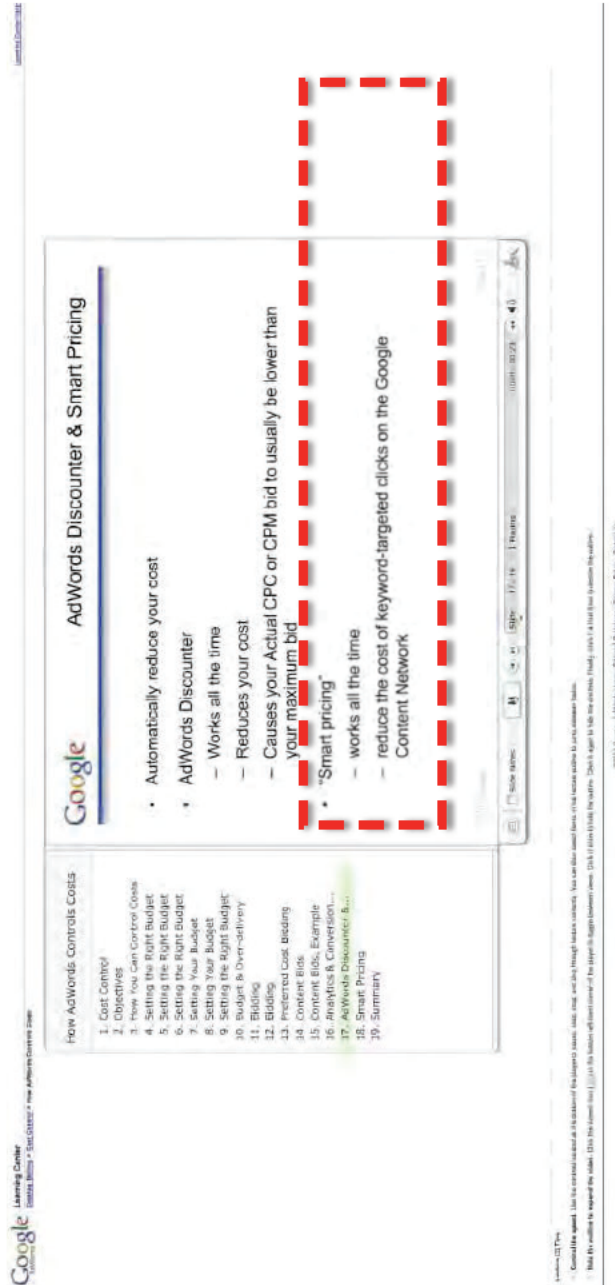 Google Learning Center
How AdWords Controls Costs
1. Cost Control
2. Objectives
3. How You Can Control Costs
4. Setting the Right Budget
5. Setting the Right Budget
6. Setting the Right Budget
7. Setting Your Budget
8. Setting Your Budget
9. Setting the Right Budget
10. Budget & Over-delivery
11. Bidding
12. Bidding
13. Preferred Cost Bidding
14. Content Bids
15. Content Bids, Example
16. Analytics & Conversion...
17. AdWords Discounter &...
18. Smart Pricing
19. Summary
Google AdWords Discounter & Smart Pricing
• Automatically reduce your cost
• AdWords Discounter
– Works all the time
– Reduces your cost
– Causes your Actual CPC or CPM bid to usually be lower than
your maximum bid
• "Smart pricing"
– works all the time
– reduce the cost of keyword-targeted clicks on the Google
Content Network